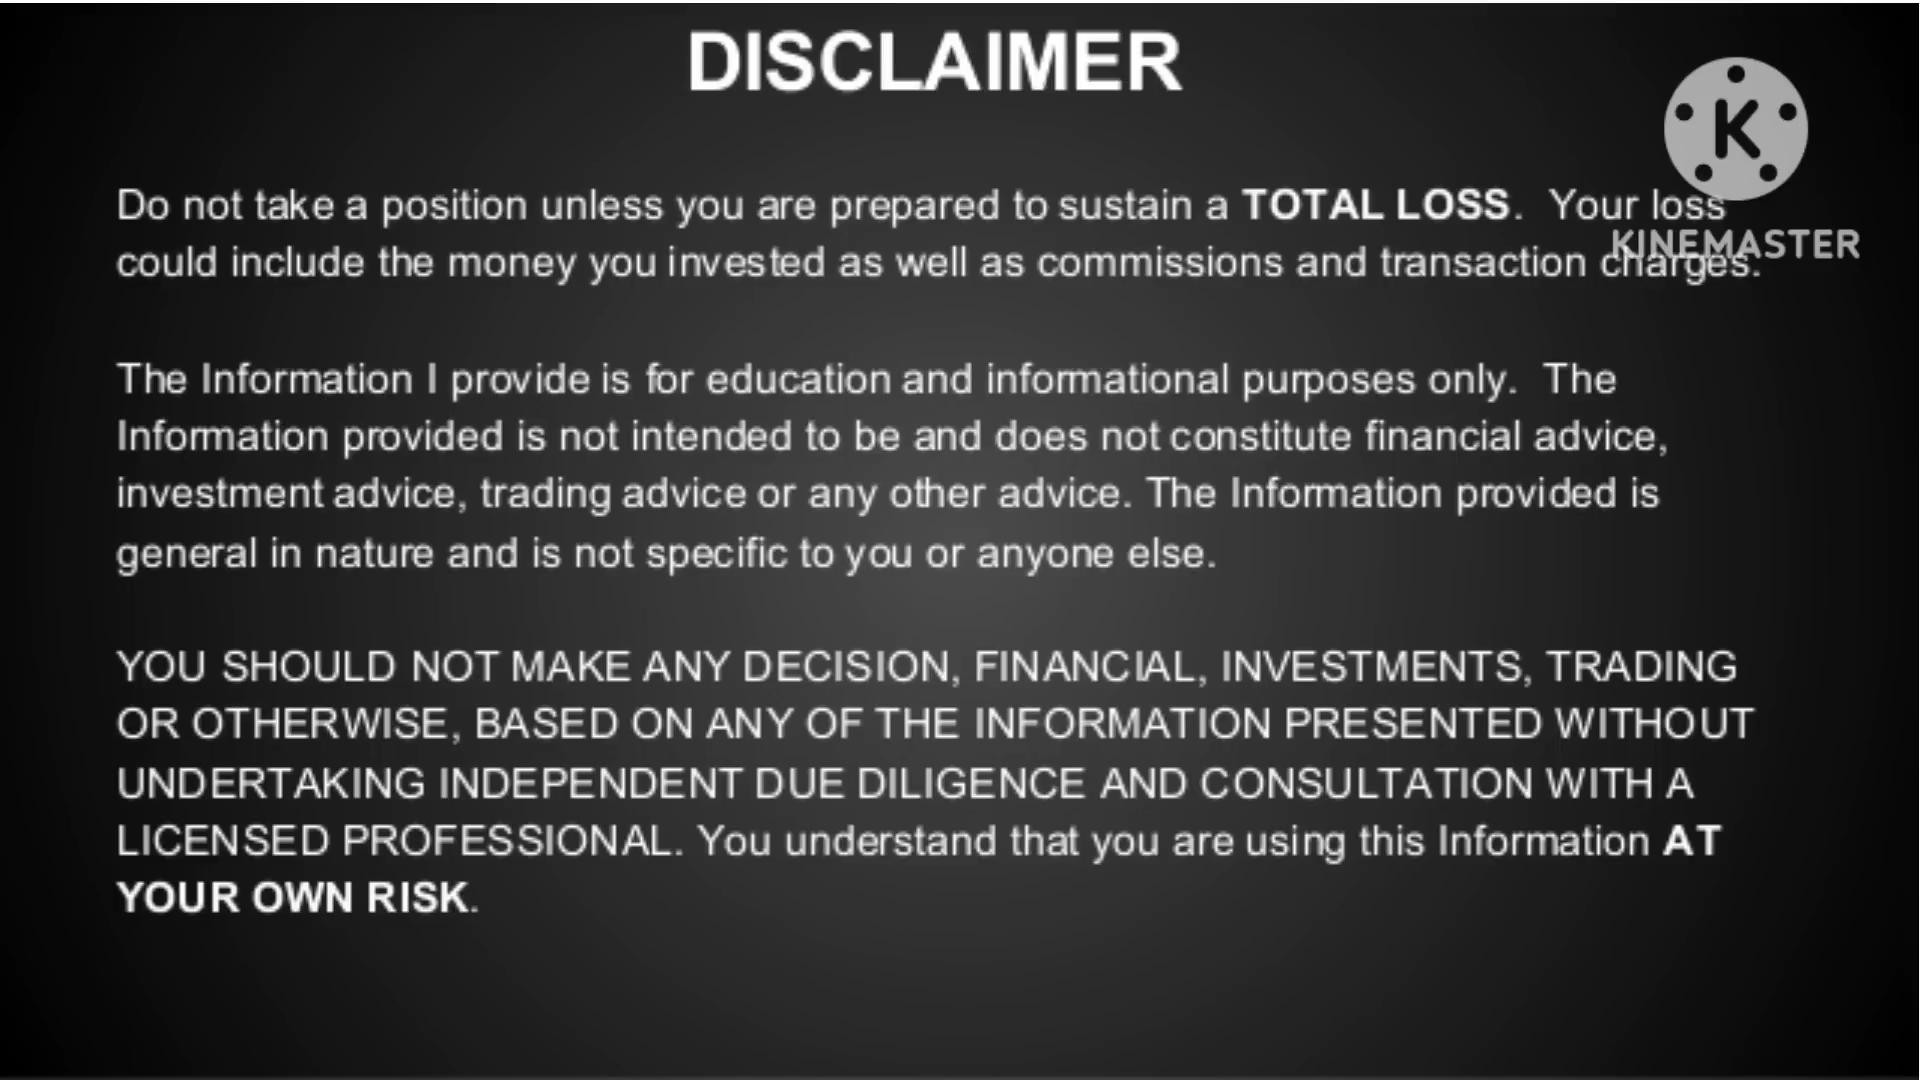 DISCLAIMER
K
KINEMASTER
Do not take a position unless you are prepared to sustain a TOTAL LOSS.  Your loss
could include the money you invested as well as commissions and transaction charges.
The Information I provide is for education and informational purposes only.  The
Information provided is not intended to be and does not constitute financial advice,
investment advice, trading advice or any other advice. The Information provided is
general in nature and is not specific to you or anyone else.
YOU SHOULD NOT MAKE ANY DECISION, FINANCIAL, INVESTMENTS, TRADING
OR OTHERWISE, BASED ON ANY OF THE INFORMATION PRESENTED WITHOUT
UNDERTAKING INDEPENDENT DUE DILIGENCE AND CONSULTATION WITH A
LICENSED PROFESSIONAL. You understand that you are using this Information AT
YOUR OWN RISK.